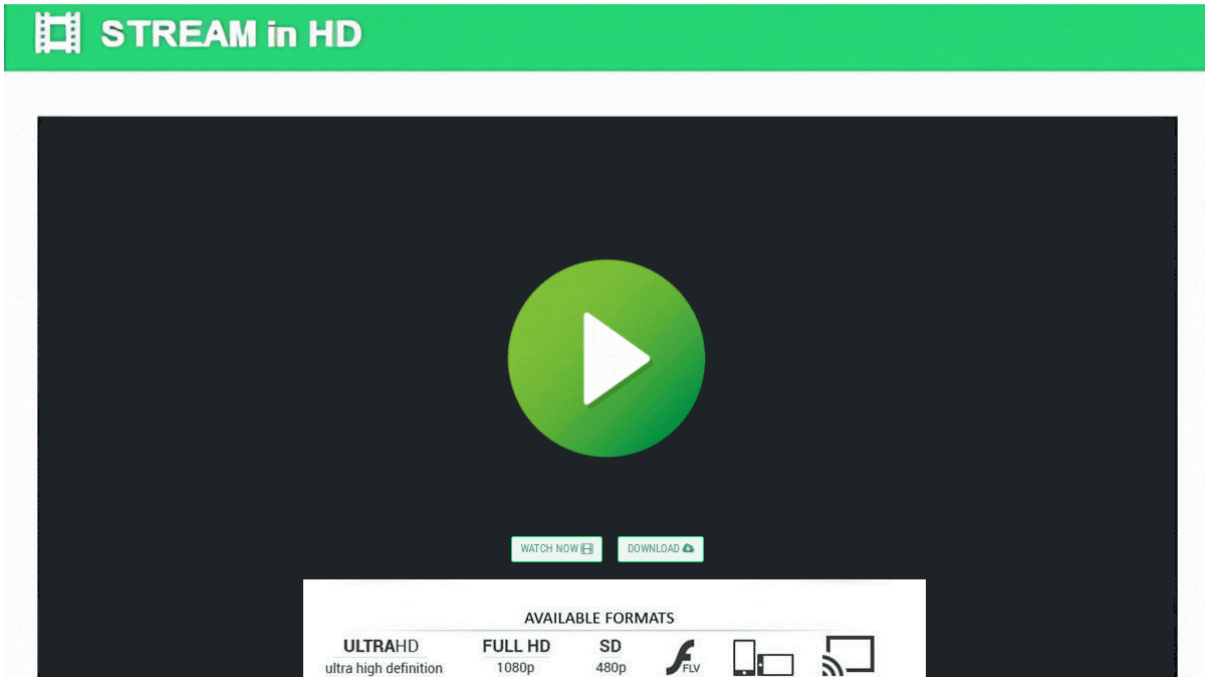 STREAM in HD
WATCH NOW DOWNLOAD
AVAILABLE FORMATS
ULTRAHD FULL HD SD
ultra high definition 1080p 480p FLV